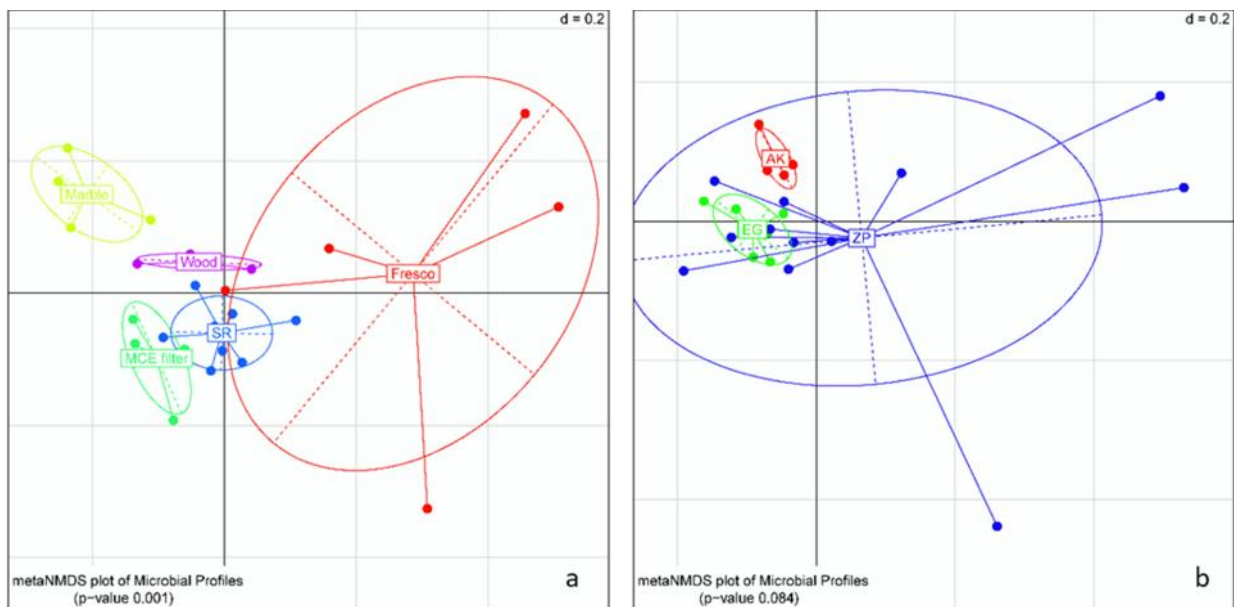 d = 0.2
Marble
Wood
Fresco
SR
MCE filter
metaNMDS plot of Microbial Profiles
(p-value 0.001)
a
d = 0.2
AK
EG
ZP
metaNMDS plot of Microbial Profiles
(p-value 0.084)
b